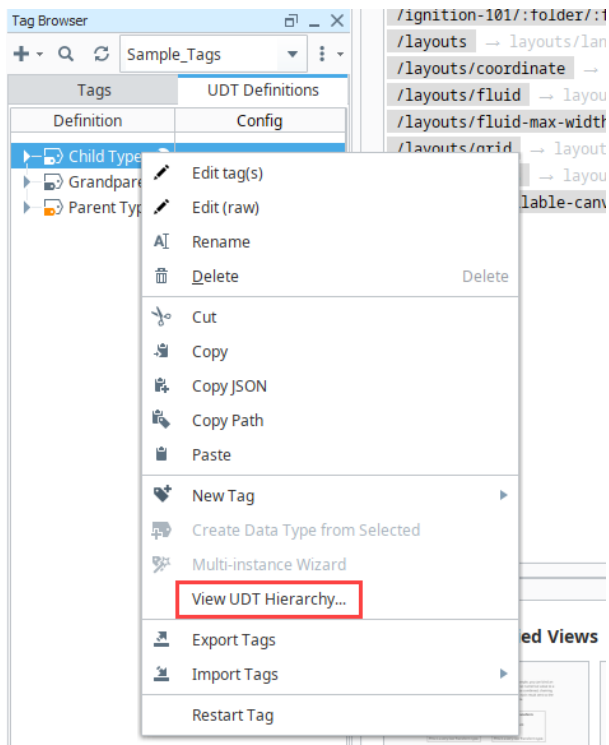 Tag Browser
Sample_Tags
Tags
UDT Definitions
Definition
Config
Child Type
Grandpare
Parent Typ
Edit tag(s)
Edit (raw)
Rename
Delete Delete
Cut
Copy
Copy JSON
Copy Path
Paste
New Tag
Create Data Type from Selected
Multi-instance Wizard
View UDT Hierarchy...
Export Tags
Import Tags
Restart Tag
/ignition-101/:folder/:f
/layouts → layouts/lan
/layouts/coordinate →
/layouts/fluid → layou
/layouts/fluid-max-width
/layouts/grid → layout
→ layou
lable-canv
ed Views